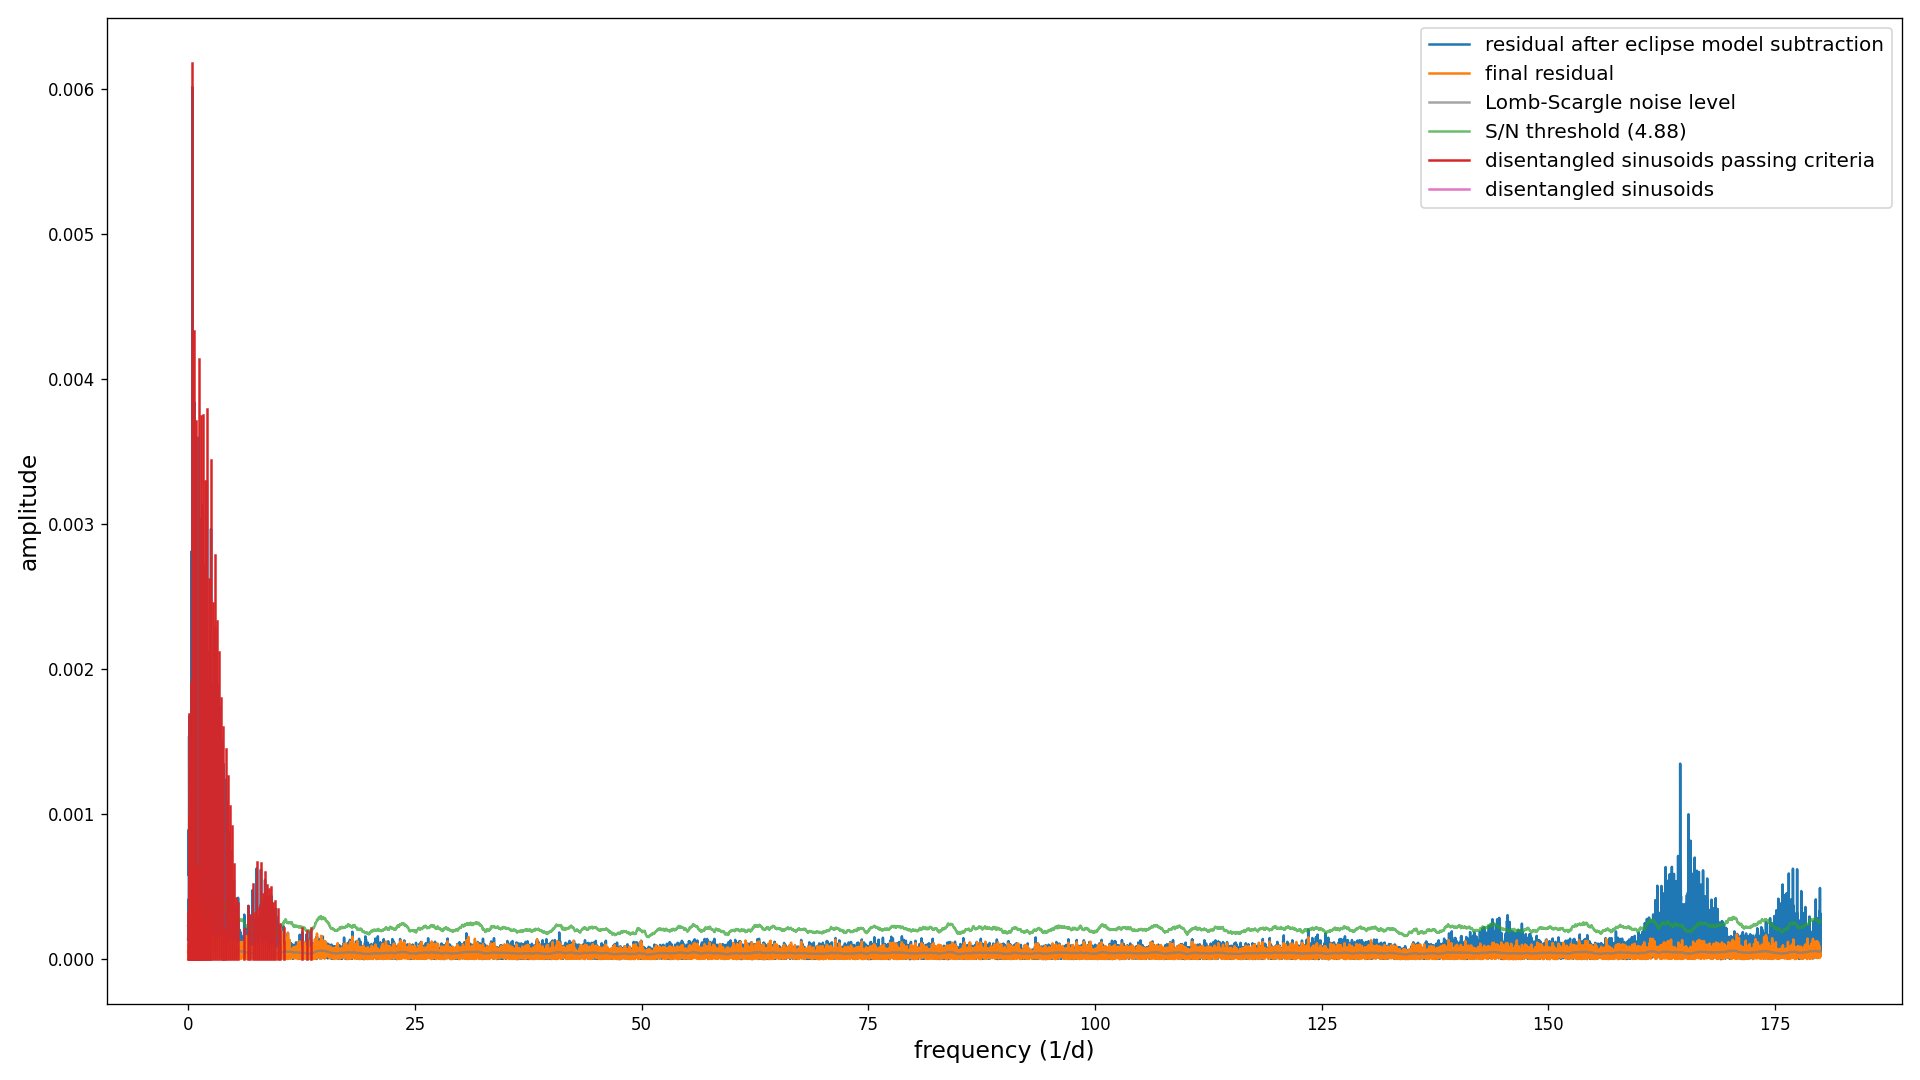 residual after eclipse model subtraction
final residual
Lomb-Scargle noise level
S/N threshold (4.88)
disentangled sinusoids passing criteria
disentangled sinusoids
0.006
0.005
0.004
0.003
0.002
0.001
0.000
amplitude
0 25 50 75 100 125 150 175
frequency (1/d)